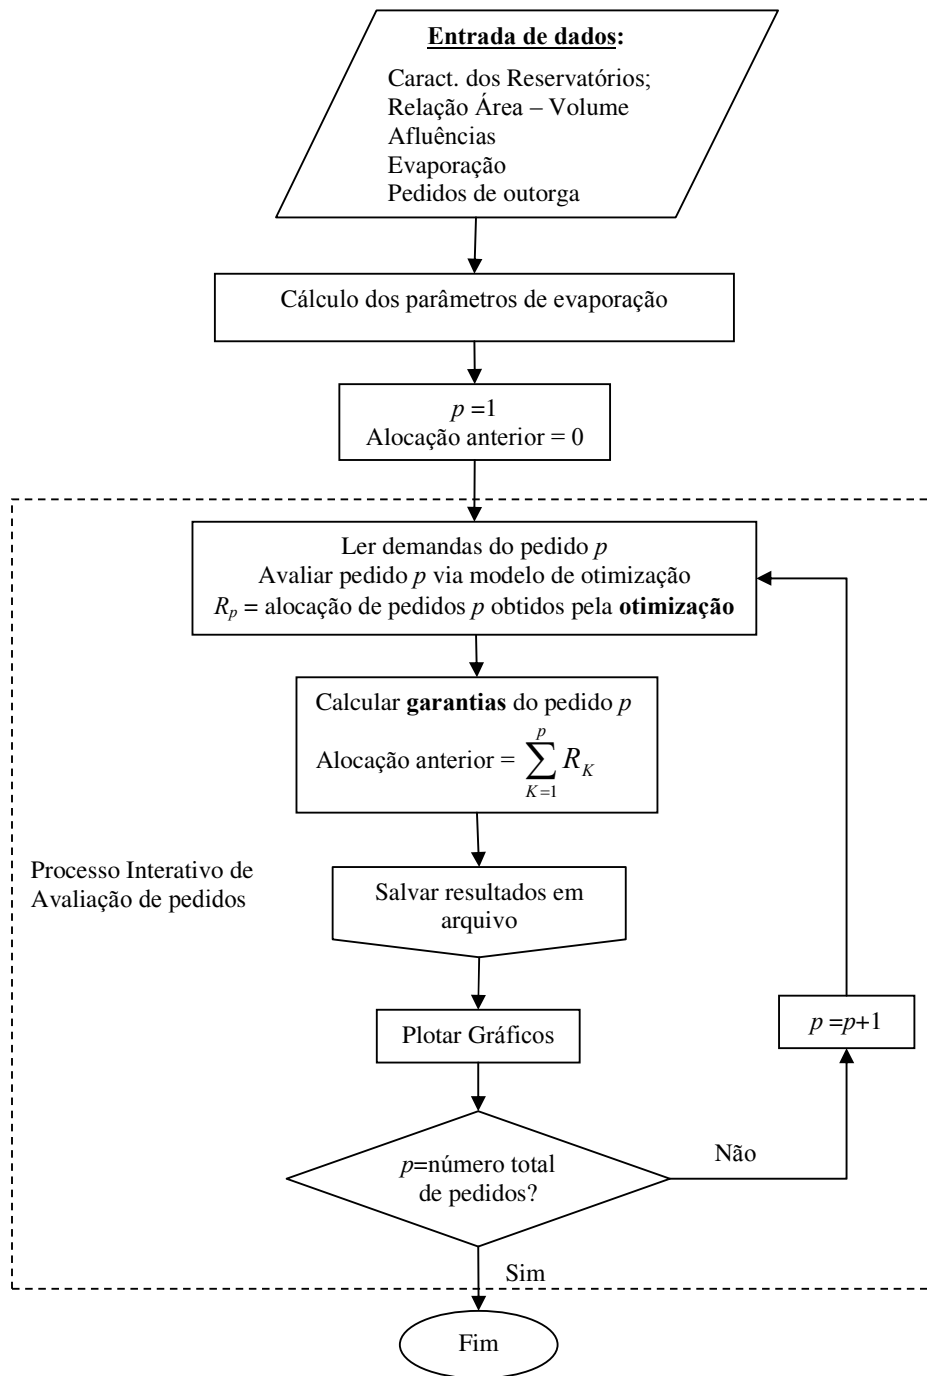 Entrada de dados:
Caract. dos Reservatórios;
Relação Área – Volume
Afluências
Evaporação
Pedidos de outorga
Cálculo dos parâmetros de evaporação
p =1
Alocação anterior = 0
Ler demandas do pedido p
Avaliar pedido p via modelo de otimização
R_p = alocação de pedidos p obtidos pela otimização
Calcular garantias do pedido p
Alocação anterior = \sum_{K=1}^{p} R_K
Processo Interativo de
Avaliação de pedidos
Salvar resultados em
arquivo
Plotar Gráficos
p =p+1
p=número total
de pedidos?
Não
Sim
Fim